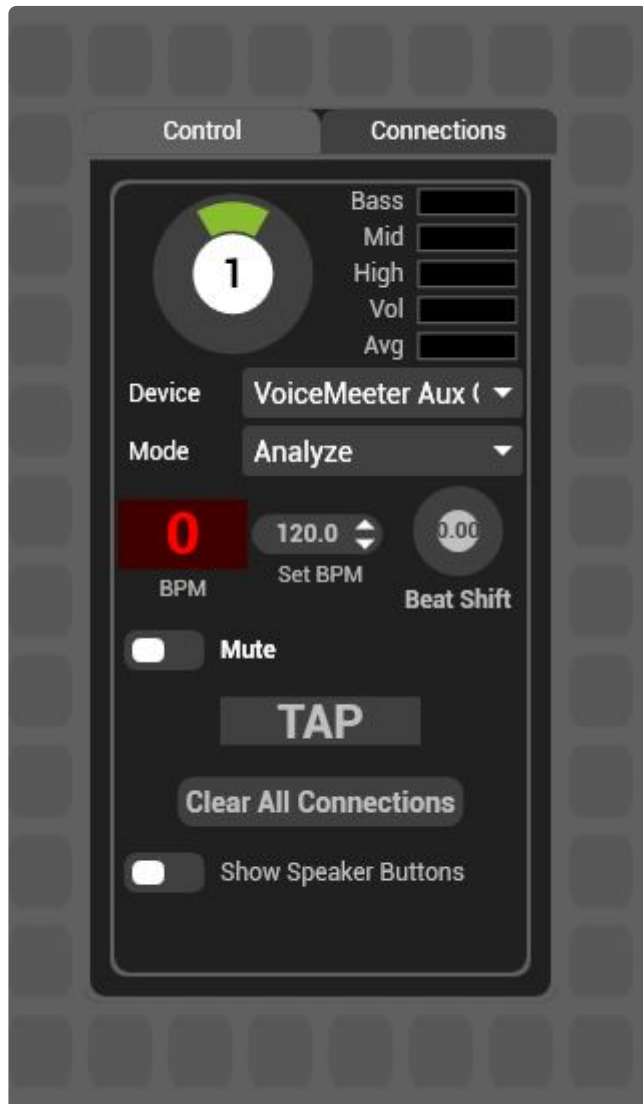 Control Connections
1
Bass
Mid
High
Vol
Avg
Device VoiceMeeter Aux (
Mode Analyze
0 120.0 0.00
BPM Set BPM Beat Shift
Mute
TAP
Clear All Connections
Show Speaker Buttons